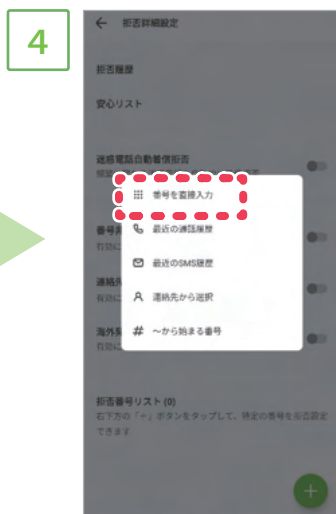 4
拒否詳細設定
拒否履歴
安心リスト
迷惑電話自動着信拒否
番号を直接入力
最近の通話履歴
最近のSMS履歴
連絡先から選択
～から始まる番号
拒否番号リスト (0)
右下方の「+」ボタンをタップして、特定の番号を拒否設定
できます